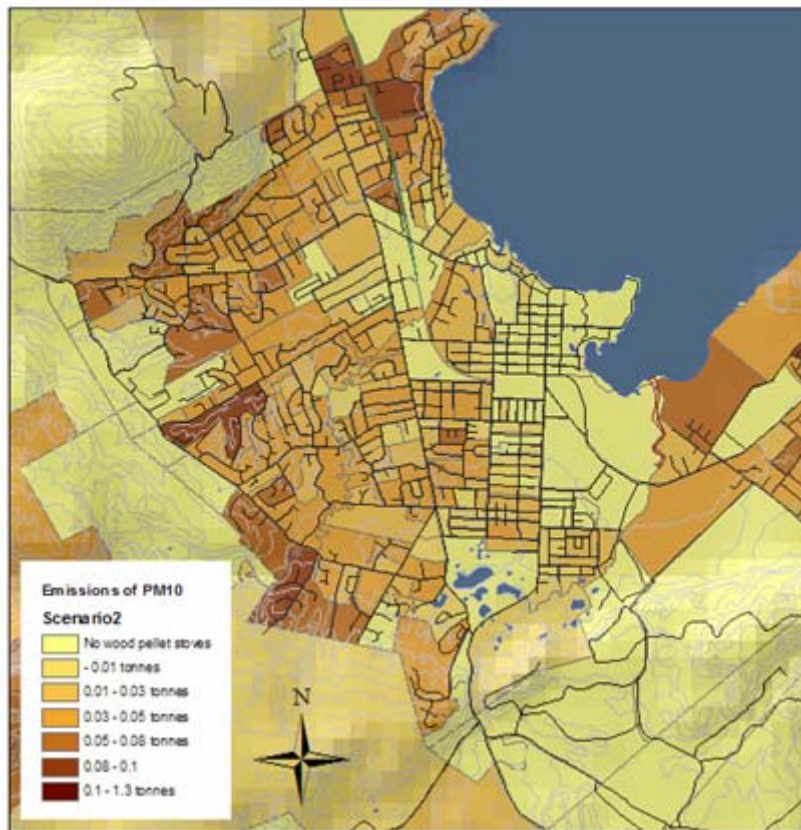 Emissions of PM10
Scenario2
No wood pellet stoves
- 0.01 tonnes
0.01 - 0.03 tonnes
0.03 - 0.05 tonnes
0.05 - 0.08 tonnes
0.08 - 0.1
0.1 - 1.3 tonnes
N